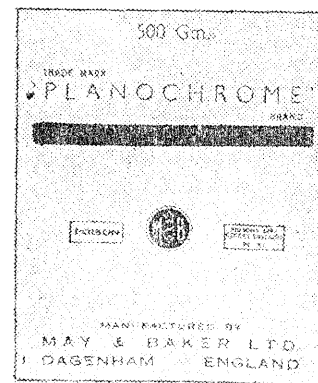 500 Gms.
TRADE MARK
'PLANOCHROME'
BRAND
POISON
M&B
MANUFACTURED BY
MAY & BAKER LTD
DAGENHAM ENGLAND